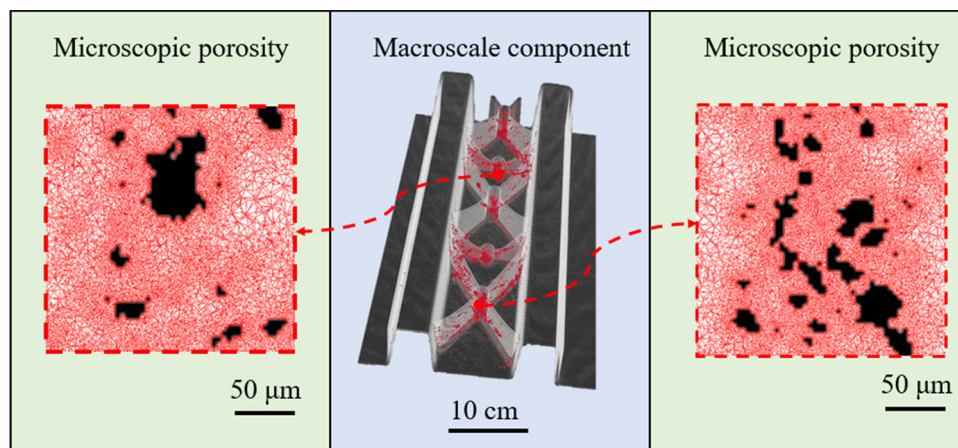 Microscopic porosity
Macroscale component
Microscopic porosity
50 μm
10 cm
50 μm